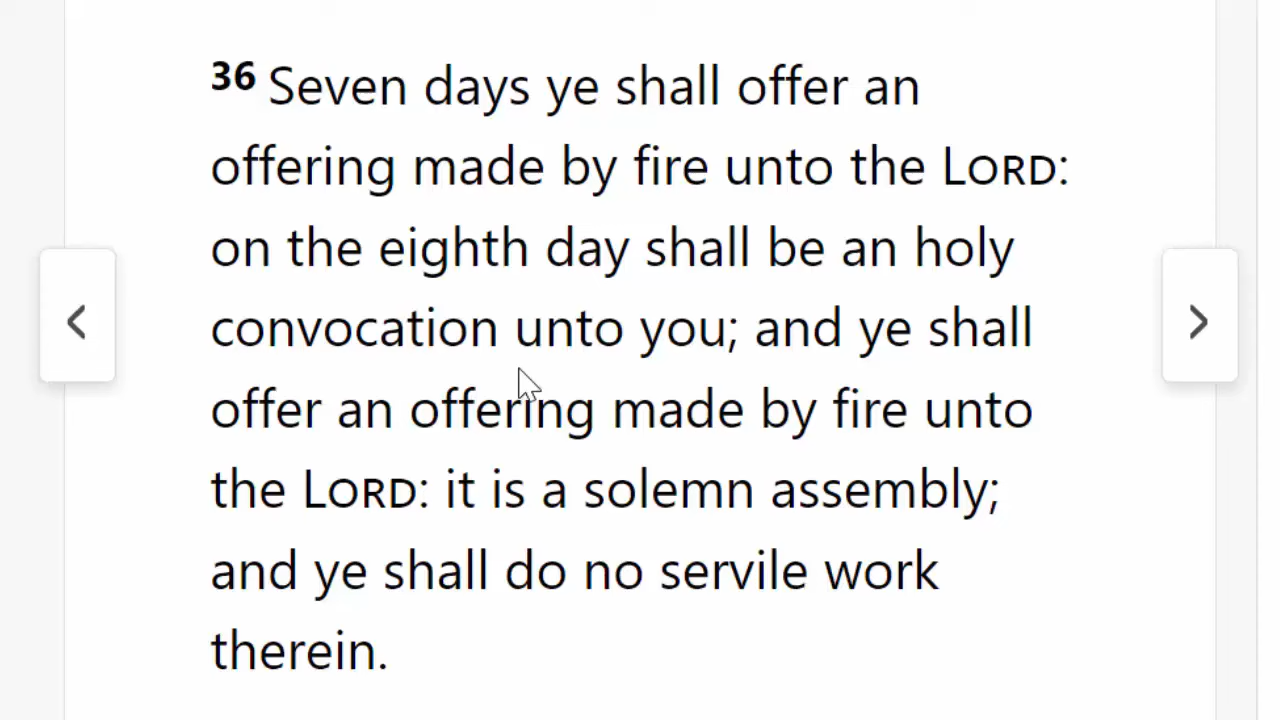 36 Seven days ye shall offer an
offering made by fire unto the LORD:
on the eighth day shall be an holy
convocation unto you; and ye shall
offer an offering made by fire unto
the LORD: it is a solemn assembly;
and ye shall do no servile work
therein.